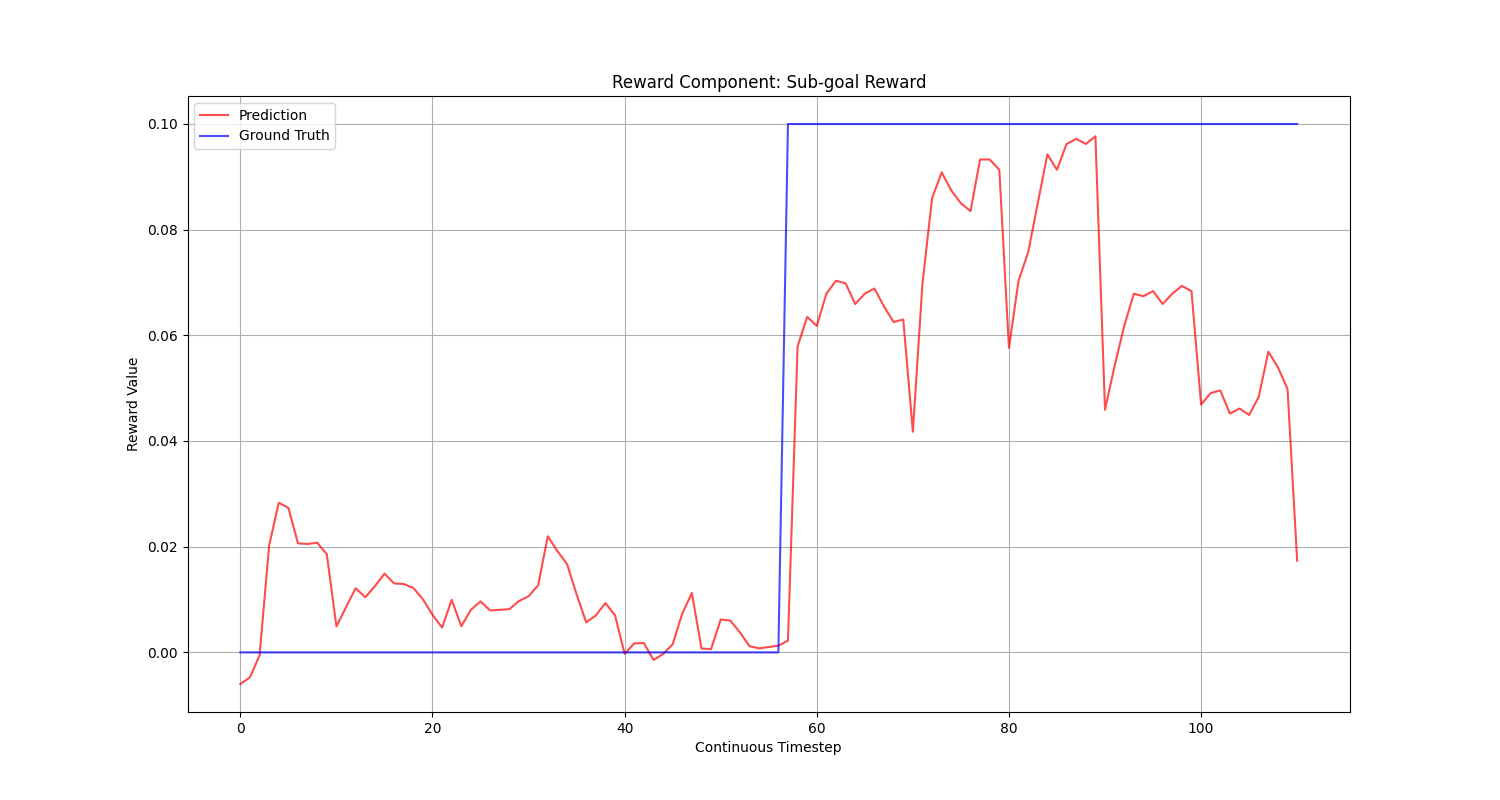 Reward Component: Sub-goal Reward
Prediction
Ground Truth
0.10
0.08
0.06
0.04
0.02
0.00
Reward Value
0 20 40 60 80 100
Continuous Timestep